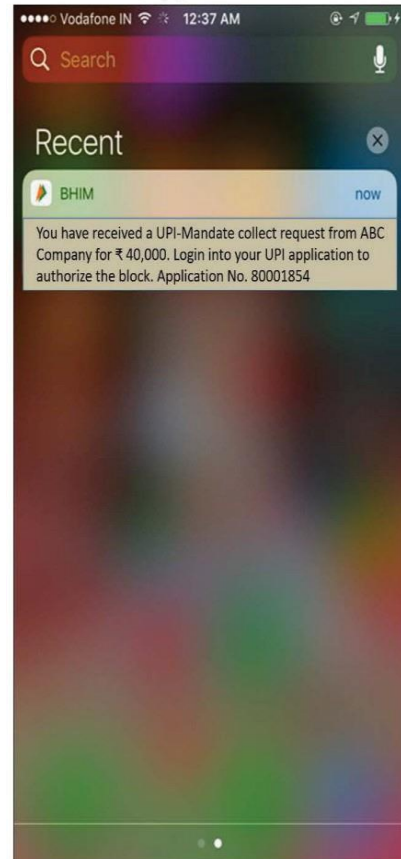 Vodafone IN 12:37 AM
Search
Recent
BHIM now
You have received a UPI-Mandate collect request from ABC
Company for ₹ 40,000. Login into your UPI application to
authorize the block. Application No. 80001854